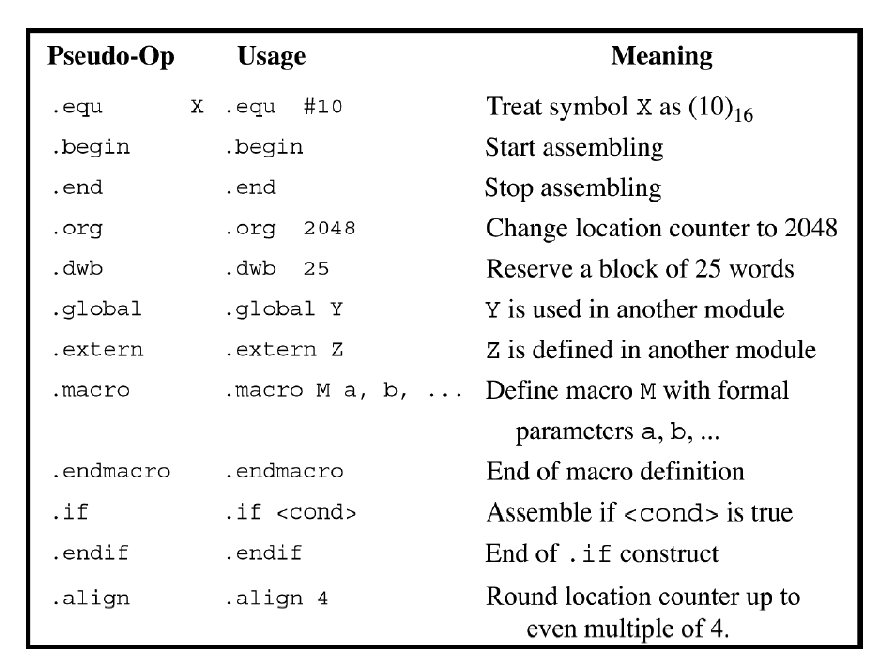 Pseudo-Op Usage Meaning
.equ X .equ #10 Treat symbol X as (10)16
.begin .begin Start assembling
.end .end Stop assembling
.org .org 2048 Change location counter to 2048
.dwb .dwb 25 Reserve a block of 25 words
.global .global Y Y is used in another module
.extern .extern Z Z is defined in another module
.macro .macro M a, b, ... Define macro M with formal
parameters a, b, ...
.endmacro .endmacro End of macro definition
.if .if <cond> Assemble if <cond> is true
.endif .endif End of .if construct
.align .align 4 Round location counter up to
even multiple of 4.